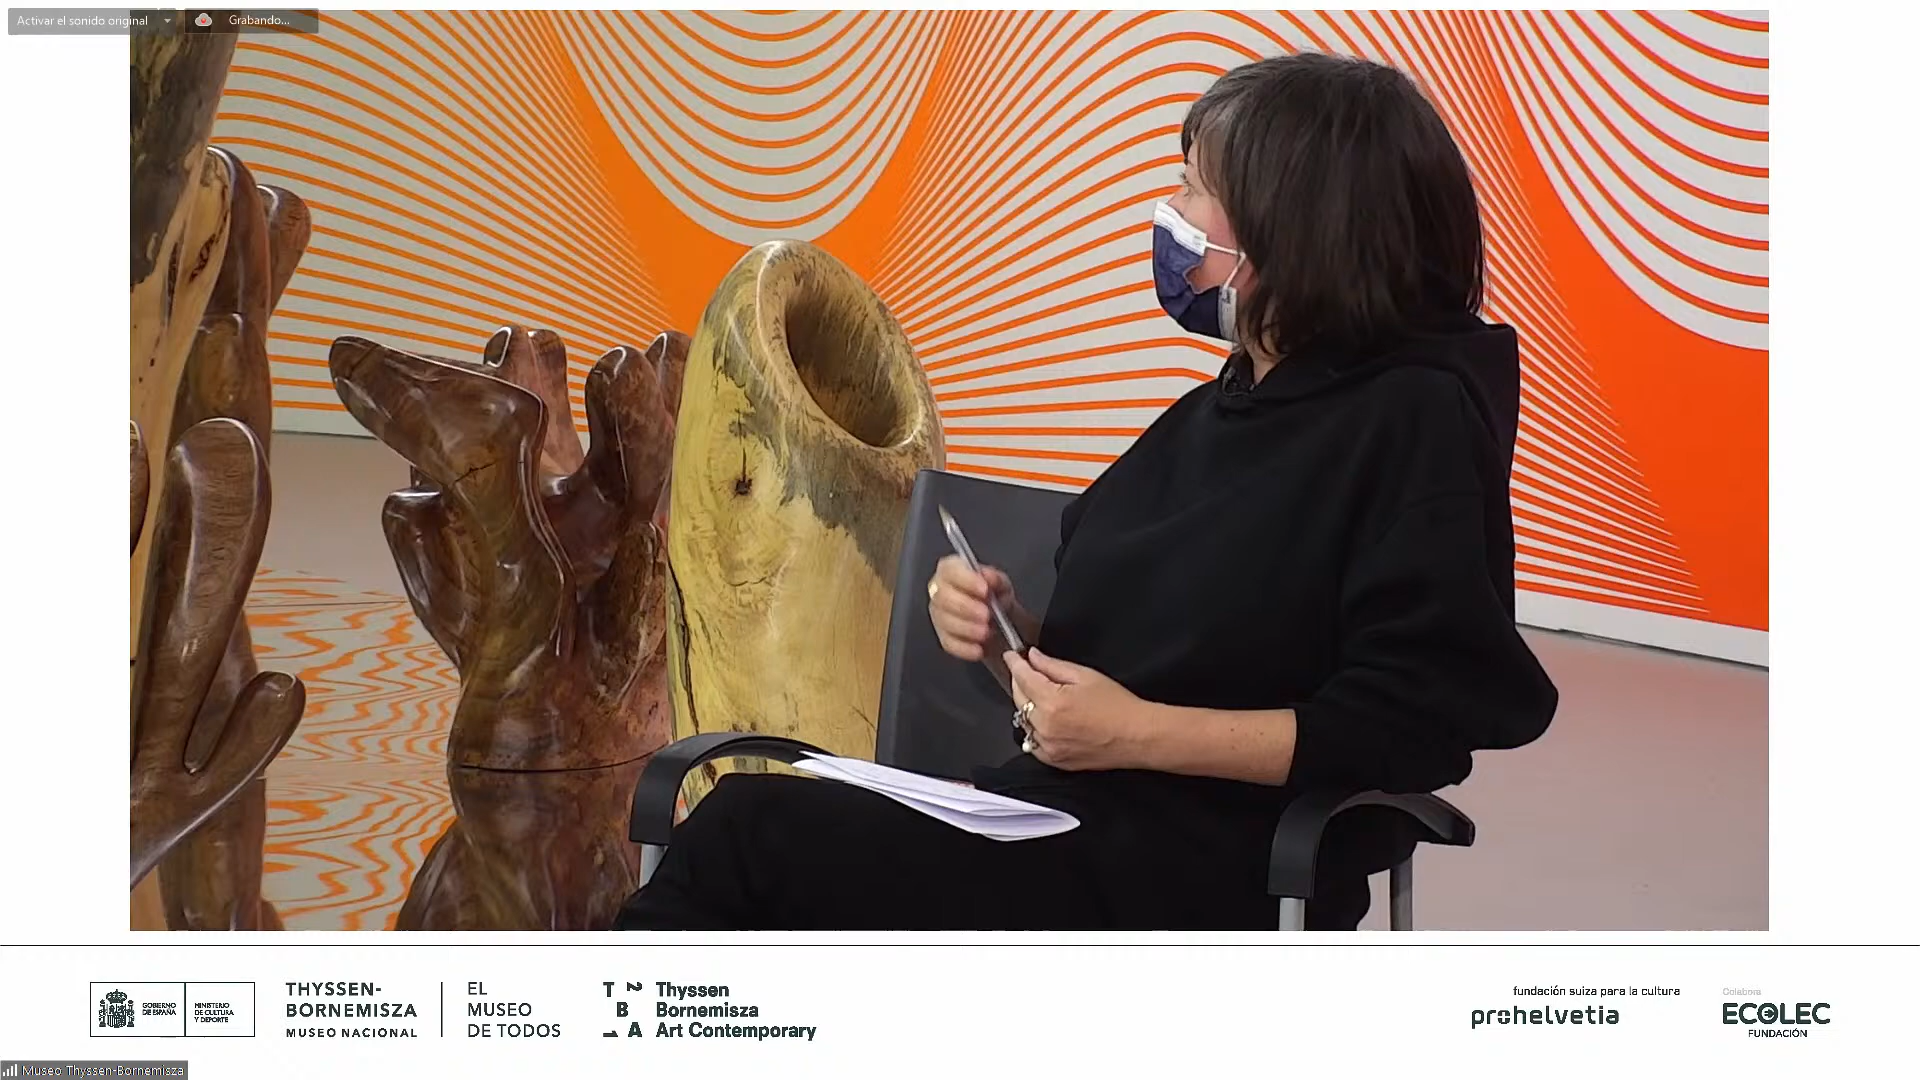 Activar el sonido original
Grabando...
GOBIERNO
DE ESPAÑA
MINISTERIO
DE CULTURA
Y DEPORTE
THYSSEN-
BORNEMISZA
MUSEO NACIONAL
EL
MUSEO
DE TODOS
T
B
A
Thyssen
Bornemisza
Art Contemporary
fundación suiza para la cultura
prohelvetia
Colabora
ECOLEC
FUNDACIÓN
Museo Thyssen-Bornemisza